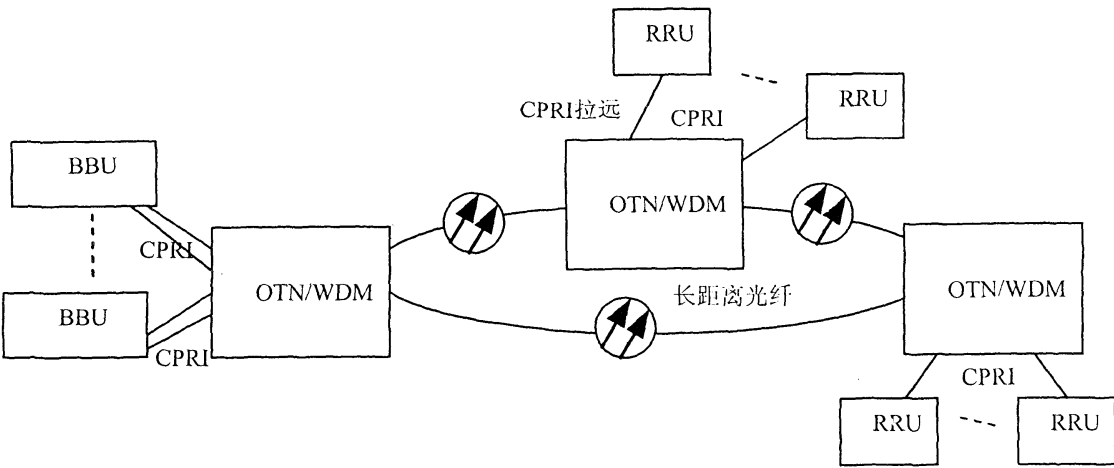 RRU
RRU
CPRI拉远
CPRI
BBU
OTN/WDM
CPRI
OTN/WDM
OTN/WDM
长距离光纤
BBU
CPRI
CPRI
RRU
RRU